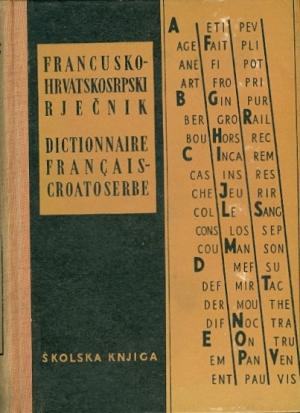 FRANCUSKO-
HRVATSKOSRPSKI
RJEČNIK
DICTIONNAIRE
FRANÇAIS-
CROATOSERBE
ŠKOLSKA KNJIGA
A ETI PEV
AGE FAIT PLI
ANE FI POT
ART FRO PRI
B GIN PUR
BER GRO RAIL
BOU HORS REC
C INCA REM
CAS INS RES
CHE JEU RIR
COL LE SANG
CONS LOS SEP
COU MAN SON
D MEF SU
DEF MIR TAC
DER MOU THE
DIF NOC TRA
E ON TRU
EM PAN VEN
ENT PAU VIS